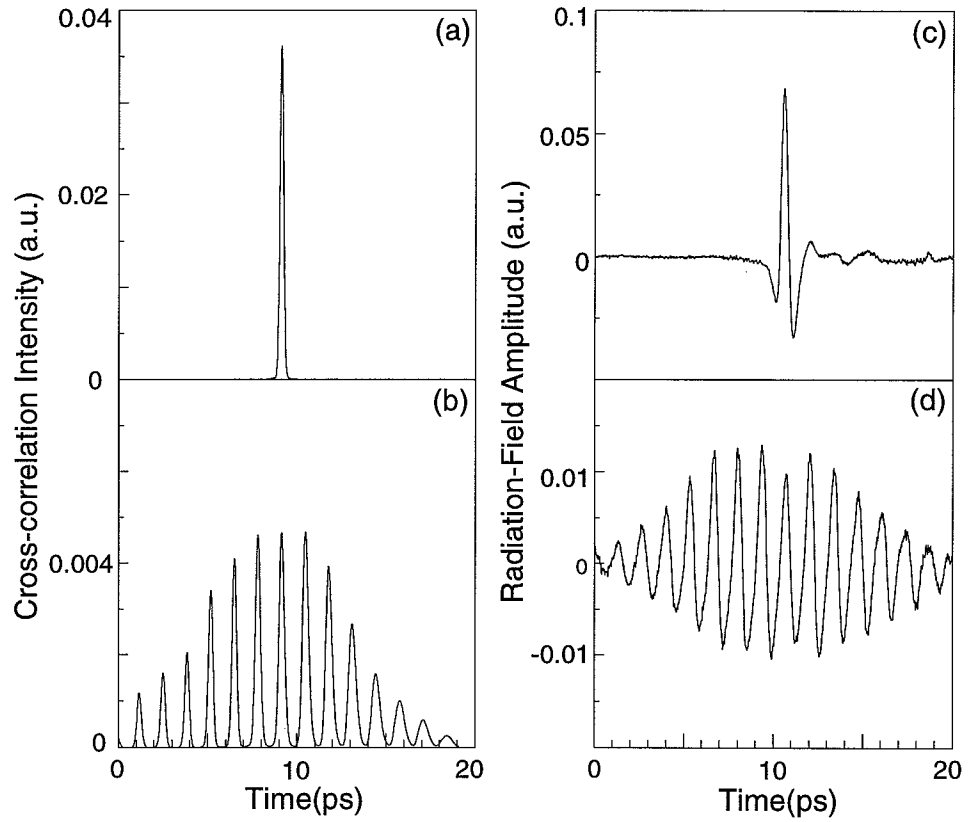 0.04
(a)
0.02
0
(b)
0.004
0
0
10
20
Time(ps)
Cross-correlation Intensity (a.u.)
0.1
(c)
0.05
0
(d)
0.01
0
-0.01
0
10
20
Time(ps)
Radiation-Field Amplitude (a.u.)